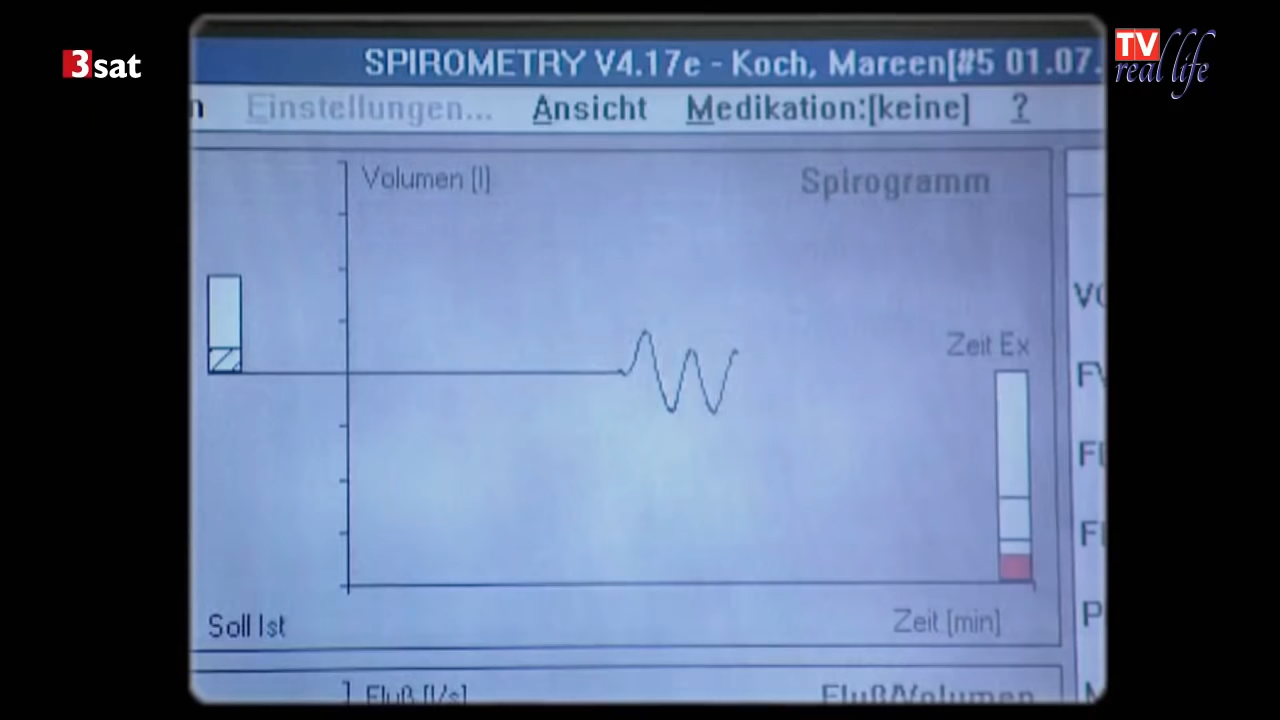 3sat
TV
real life
SPIROMETRY V4.17e - Koch, Mareen[#5 01.07.
n Einstellungen... Ansicht Medikation:[keine] ?
Volumen [l]
Spirogramm
Zeit Ex
Soll Ist
Zeit [min]
Fluß [l/s]
Fluß/Volumen